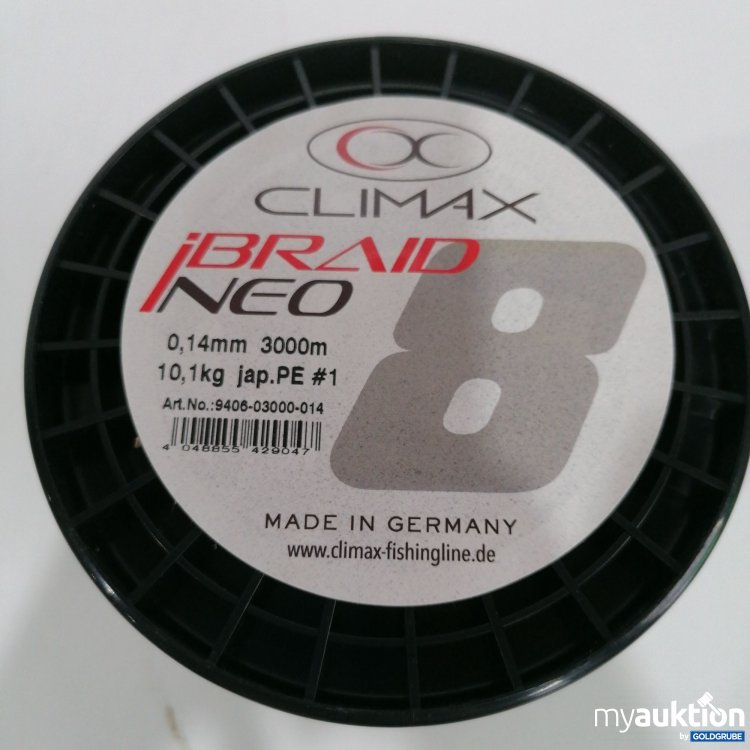 CLIMAX
iBRAID
NEO
8
0,14mm 3000m
10,1kg jap.PE #1
Art.No.:9406-03000-014
4 048855 429047
MADE IN GERMANY
www.climax-fishingline.de
myauktion
by GOLDGRUBE